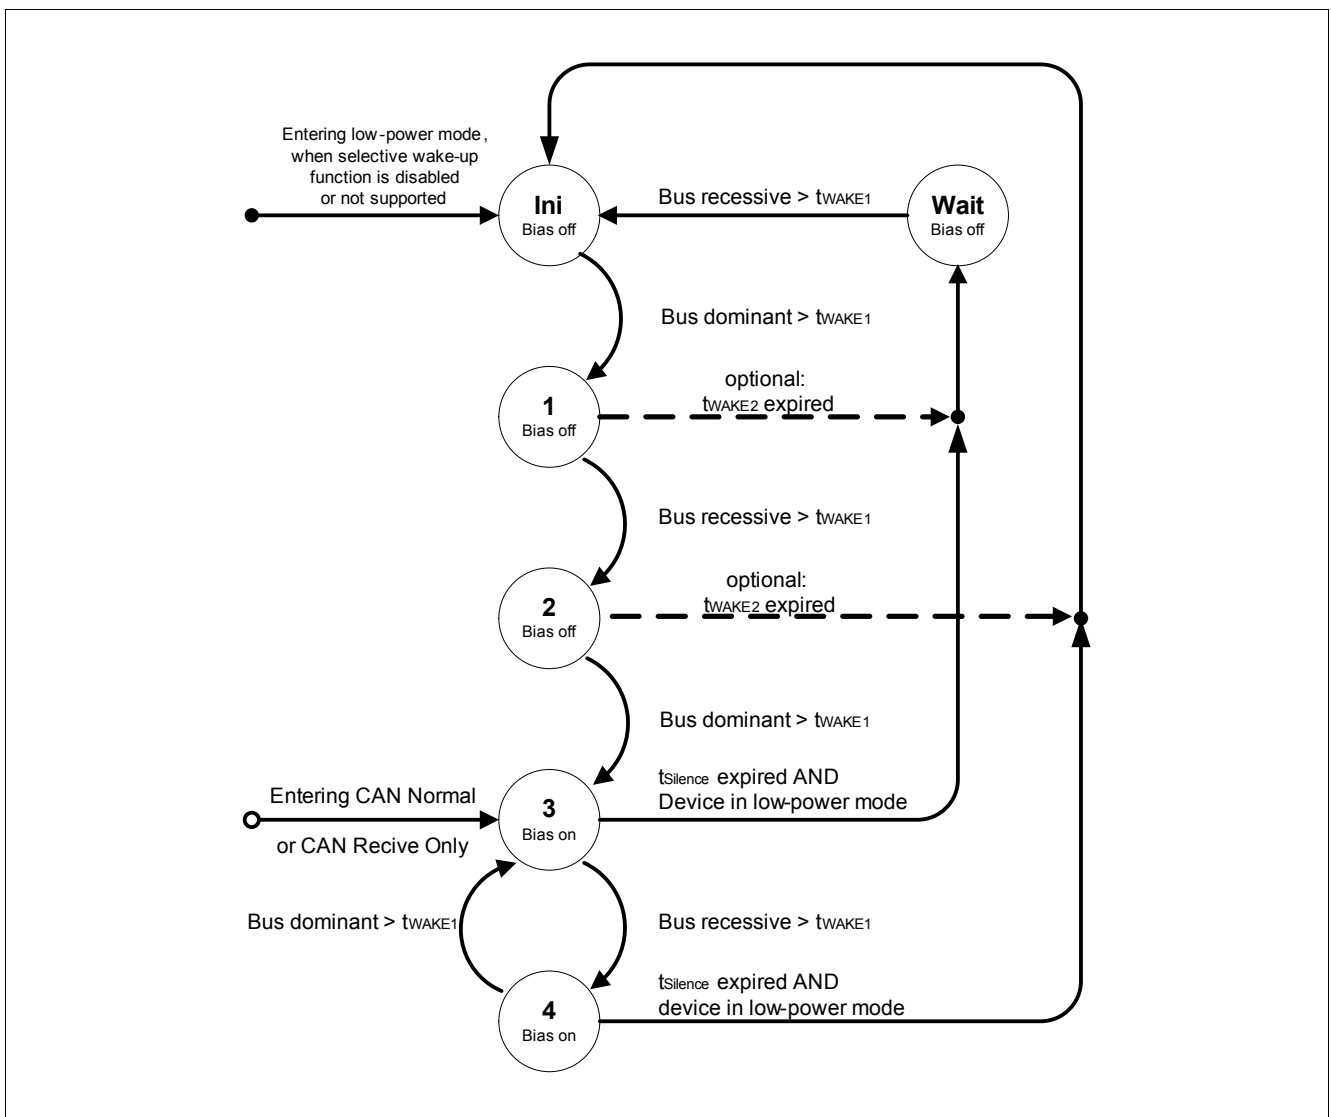 Entering low-power mode,
when selective wake-up
function is disabled
or not supported
Ini
Bias off
Bus recessive > tWAKE1
Wait
Bias off
Bus dominant > tWAKE1
optional:
tWAKE2 expired
1
Bias off
Bus recessive > tWAKE1
optional:
tWAKE2 expired
2
Bias off
Bus dominant > tWAKE1
tSilence expired AND
Device in low-power mode
Entering CAN Normal
or CAN Recive Only
3
Bias on
Bus dominant > tWAKE1
Bus recessive > tWAKE1
tSilence expired AND
device in low-power mode
4
Bias on